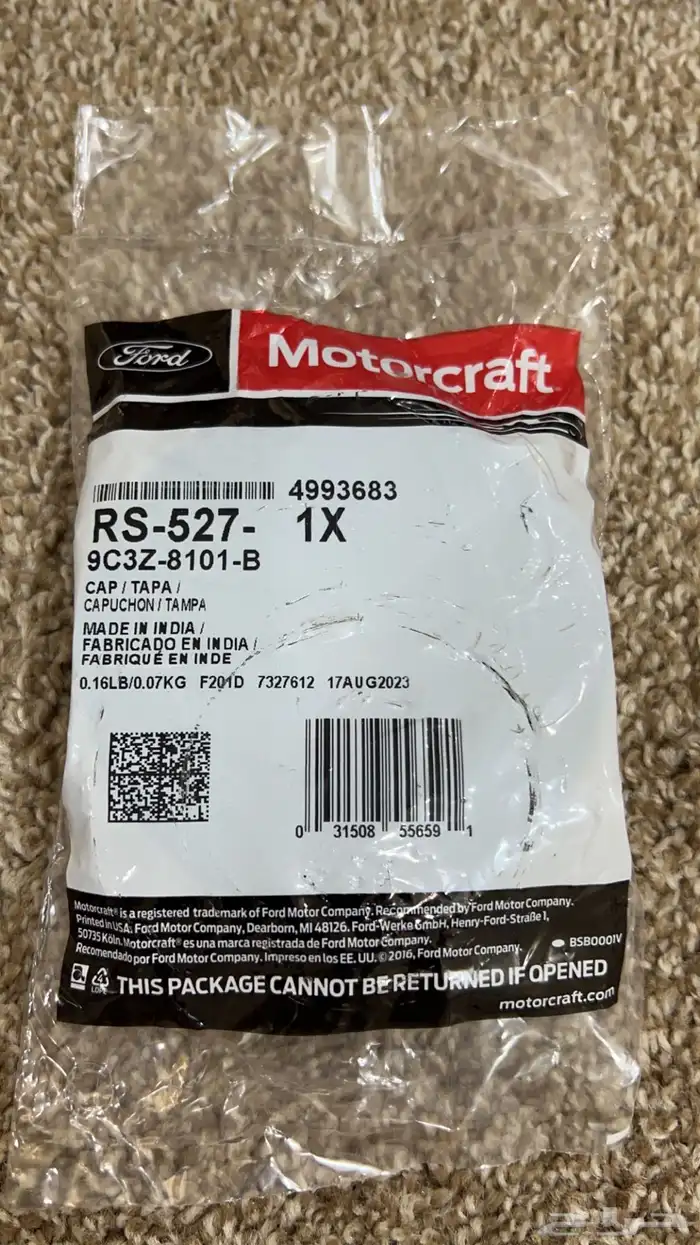 Ford
Motorcraft
4993683
RS-527- 1X
9C3Z-8101-B
CAP / TAPA /
CAPUCHON / TAMPA
MADE IN INDIA /
FABRICADO EN INDIA /
FABRIQUÉ EN INDE
0.16LB/0.07KG F201D 7327612 17AUG2023
0 31508 55659 1
Motorcraft® is a registered trademark of Ford Motor Company. Recommended by Ford Motor Company.
Printed in USA. Ford Motor Company, Dearborn, MI 48126. Ford-Werke GmbH, Henry-Ford-Straße 1,
50735 Köln. Motorcraft® es una marca registrada de Ford Motor Company.
Recomendado por Ford Motor Company. Impreso en los EE. UU. © 2016, Ford Motor Company.
BSB000IV
THIS PACKAGE CANNOT BE RETURNED IF OPENED
motorcraft.com
حراج